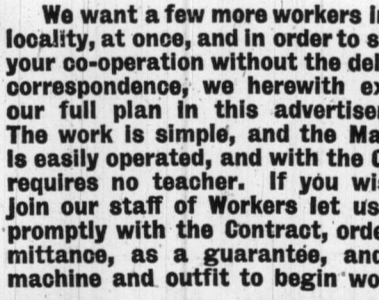 We want a few more workers in
locality, at once, and in order to s
your co-operation without the del
correspondence, we herewith ex
our full plan in this advertise
The work is simple, and the Ma
is easily operated, and with the C
requires no teacher. If you wi
join our staff of Workers let us
promptly with the Contract, orde
mittance, as a guarantee, and
machine and outfit to begin wo